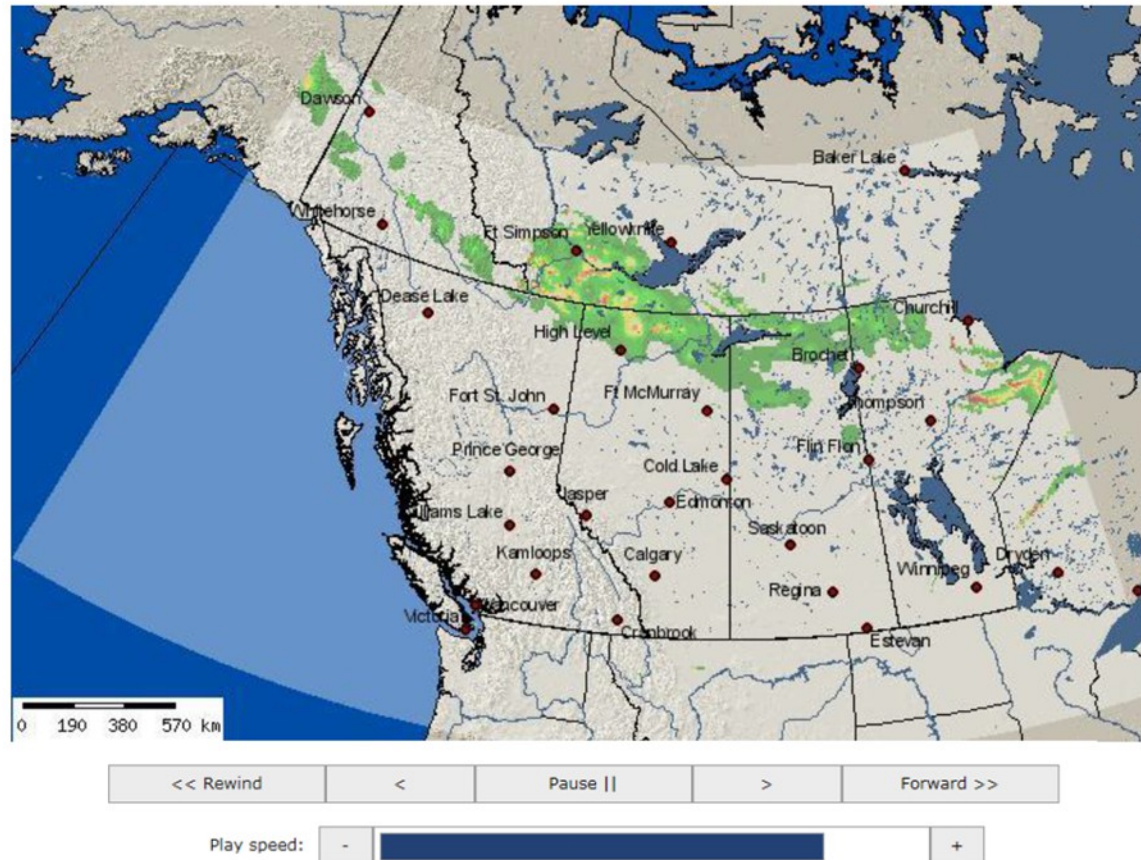 Dawson
Baker Lake
Whitehorse
Ft Simpson
Yellowknife
Dease Lake
Churchill
High Level
Brochet
Fort St. John
Ft McMurray
Thompson
Prince George
Flin Flon
Cold Lake
Jasper
Edmonton
lliams Lake
Saskatoon
Kamloops
Calgary
Dryden
Winnipeg
Regina
Vancouver
Victoria
Cranbrook
Estevan
0 190 380 570 km
<< Rewind < Pause || > Forward >>
Play speed: - +